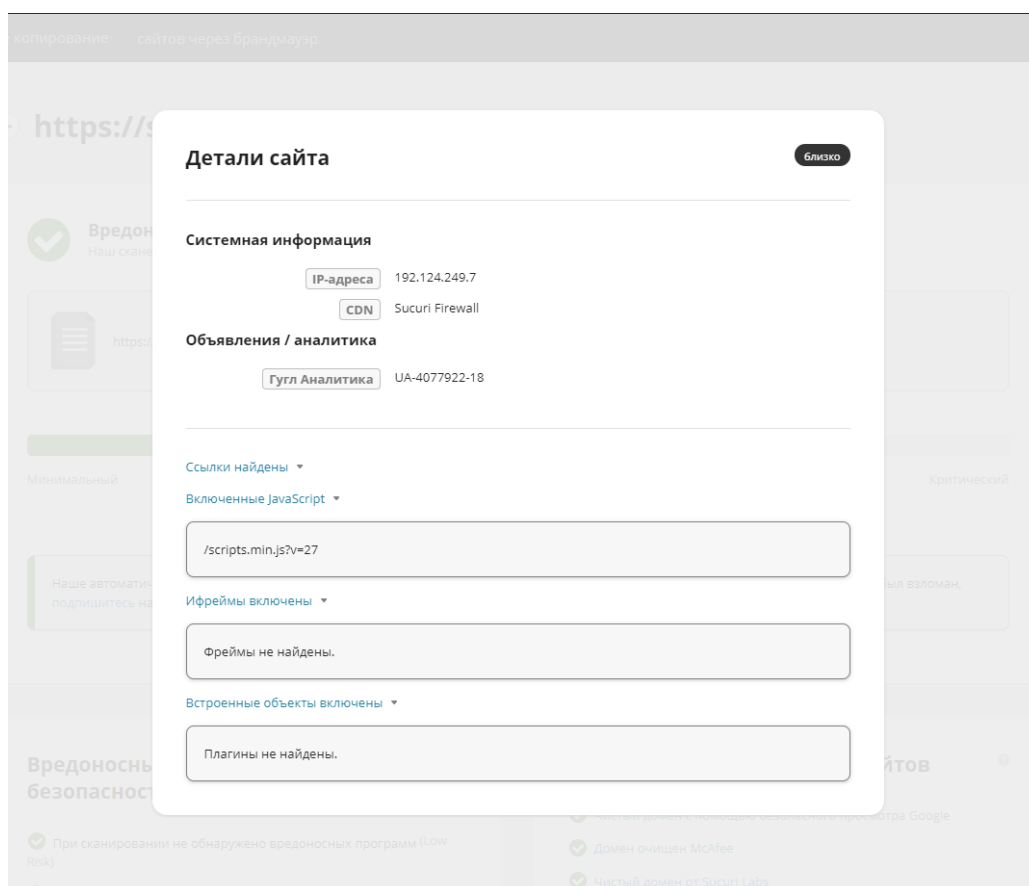 копирование сайтов через брандмауэр
https://s
Детали сайта
близко
Вредон
Наш скане
Системная информация
IP-адреса 192.124.249.7
CDN Sucuri Firewall
https:/
Объявления / аналитика
Гугл Аналитика UA-4077922-18
Минимальный
Критический
Ссылки найдены
Включенные JavaScript
/scripts.min.js?v=27
Наше автоматич
ыл взломан,
подпишитесь на
Ифреймы включены
Фреймы не найдены.
Встроенные объекты включены
Плагины не найдены.
Вредоносны
йтов
безопасност
Чистый домен с помощью безопасного просмотра Google
При сканировании не обнаружено вредоносных программ (Low
Risk)
Домен очищен McAfee
Чистый домен от Sucuri Labs